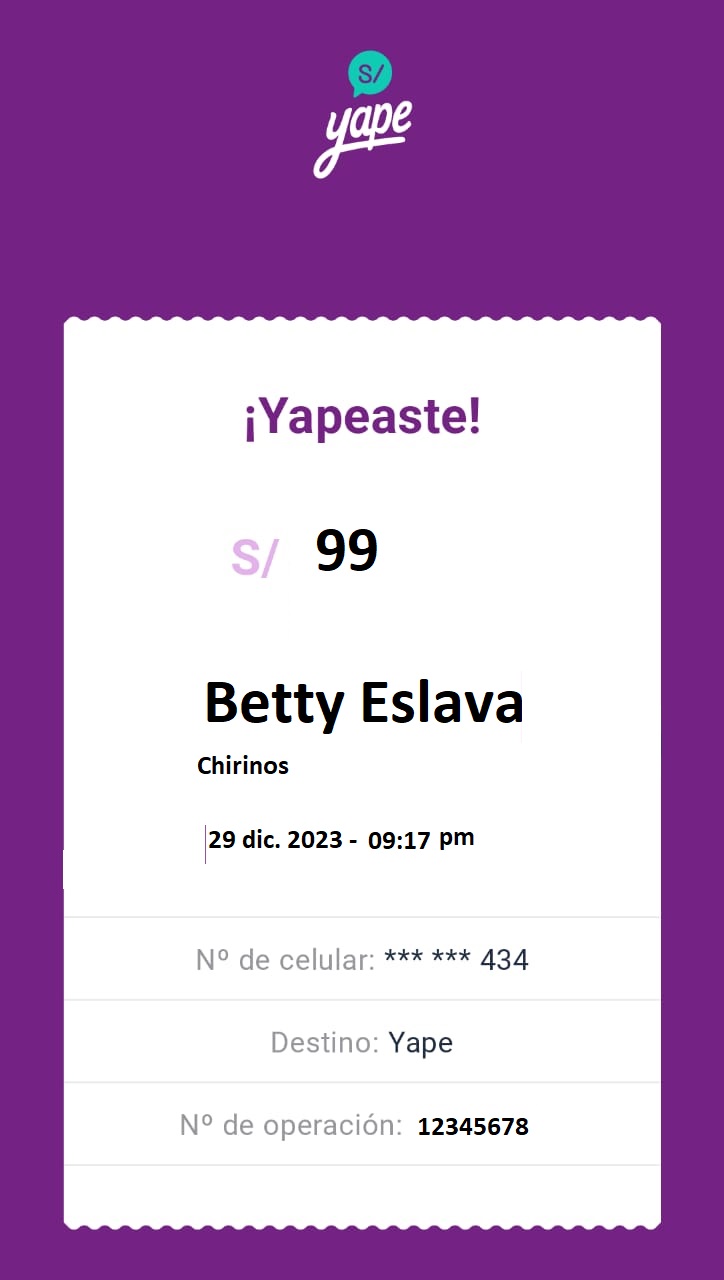 S/
yape
¡Yapeaste!
S/ 99
Betty Eslava
Chirinos
29 dic. 2023 - 09:17 pm
Nº de celular: *** *** 434
Destino: Yape
Nº de operación: 12345678